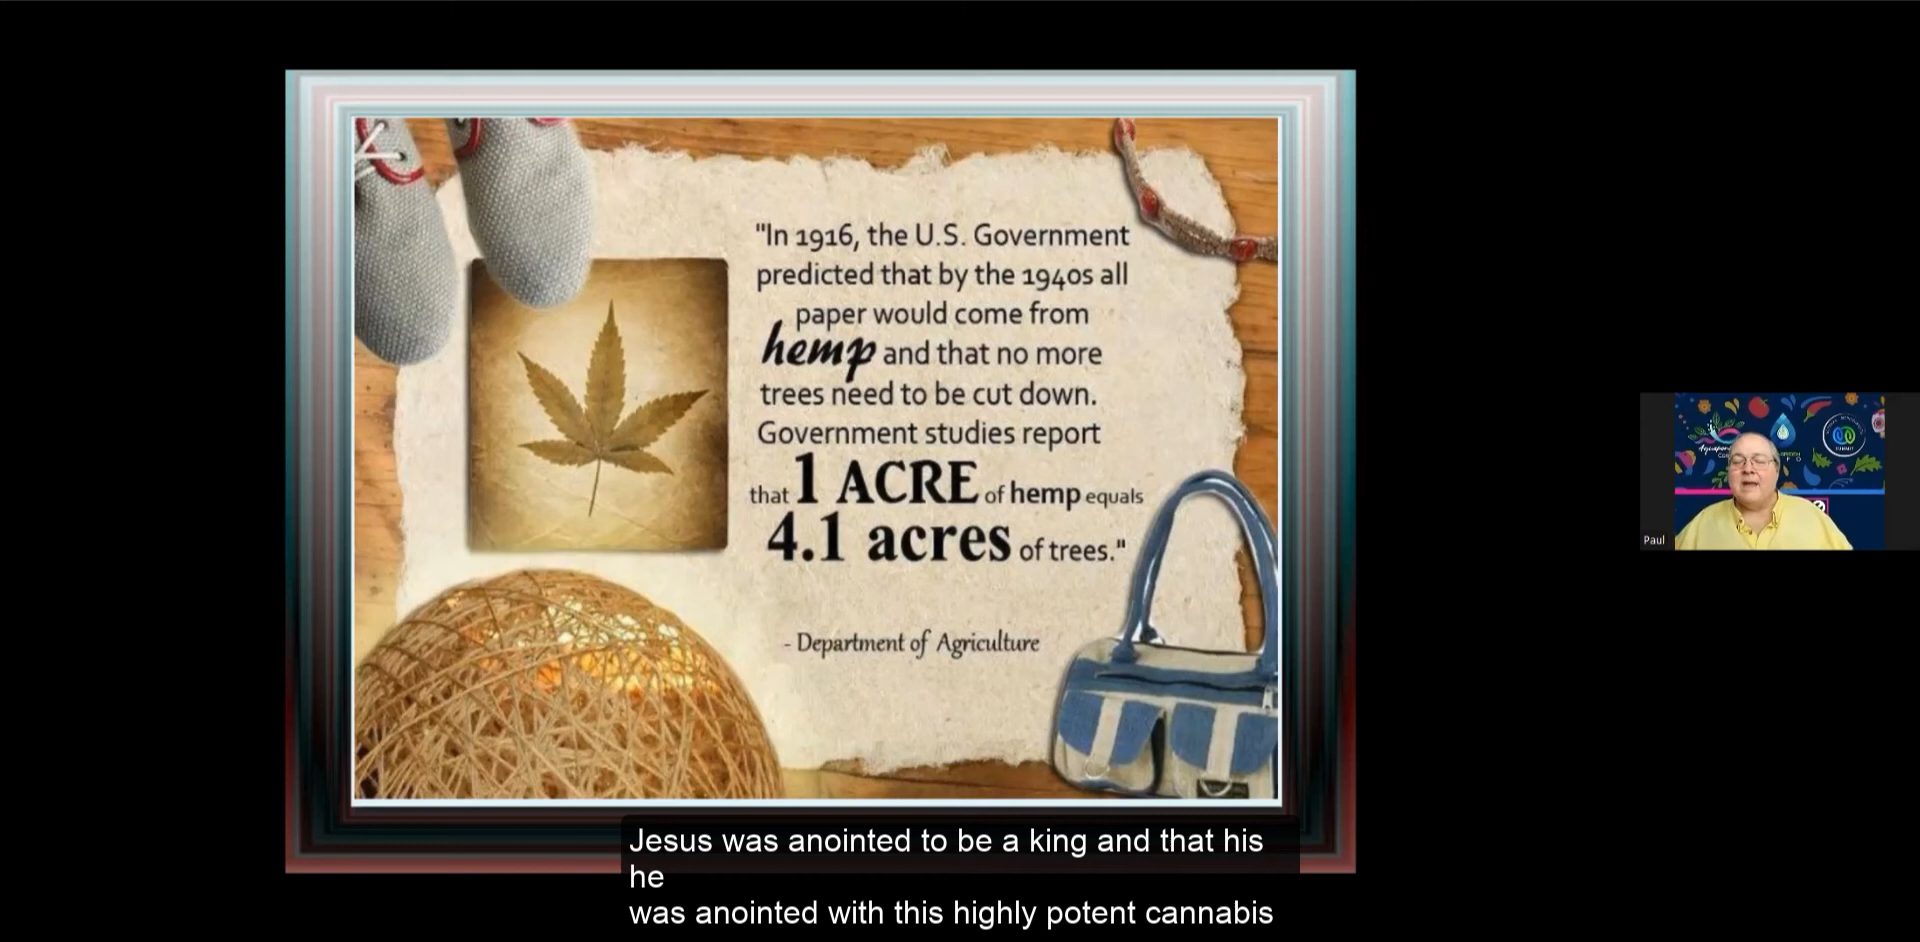 "In 1916, the U.S. Government
predicted that by the 1940s all
paper would come from
hemp and that no more
trees need to be cut down.
Government studies report
that 1 ACRE of hemp equals
4.1 acres of trees."
- Department of Agriculture
Paul
Jesus was anointed to be a king and that his
he
was anointed with this highly potent cannabis